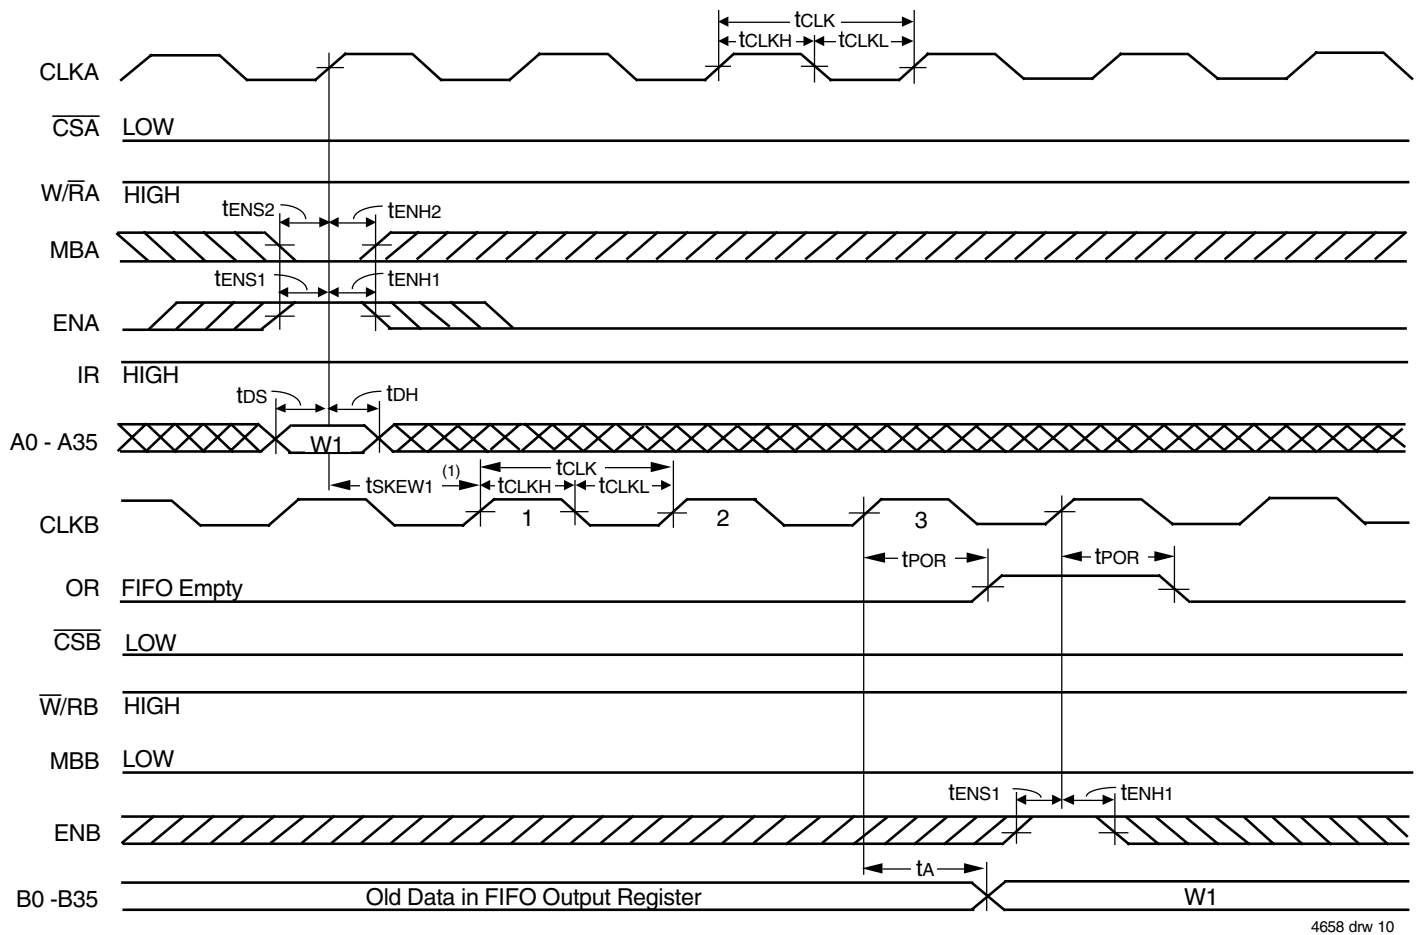 tCLK
tCLKH tCLKL
CLKA
CSA LOW
W/RA HIGH
tENS2 tENH2
MBA
tENS1 tENH1
ENA
IR HIGH
tDS tDH
A0 - A35 W1
tSKEW1 (1) tCLK
tCLKH tCLKL
CLKB 1 2 3
tPOR tPOR
OR FIFO Empty
CSB LOW
W/RB HIGH
MBB LOW
tENS1 tENH1
ENB
tA
B0 -B35 Old Data in FIFO Output Register W1
4658 drw 10